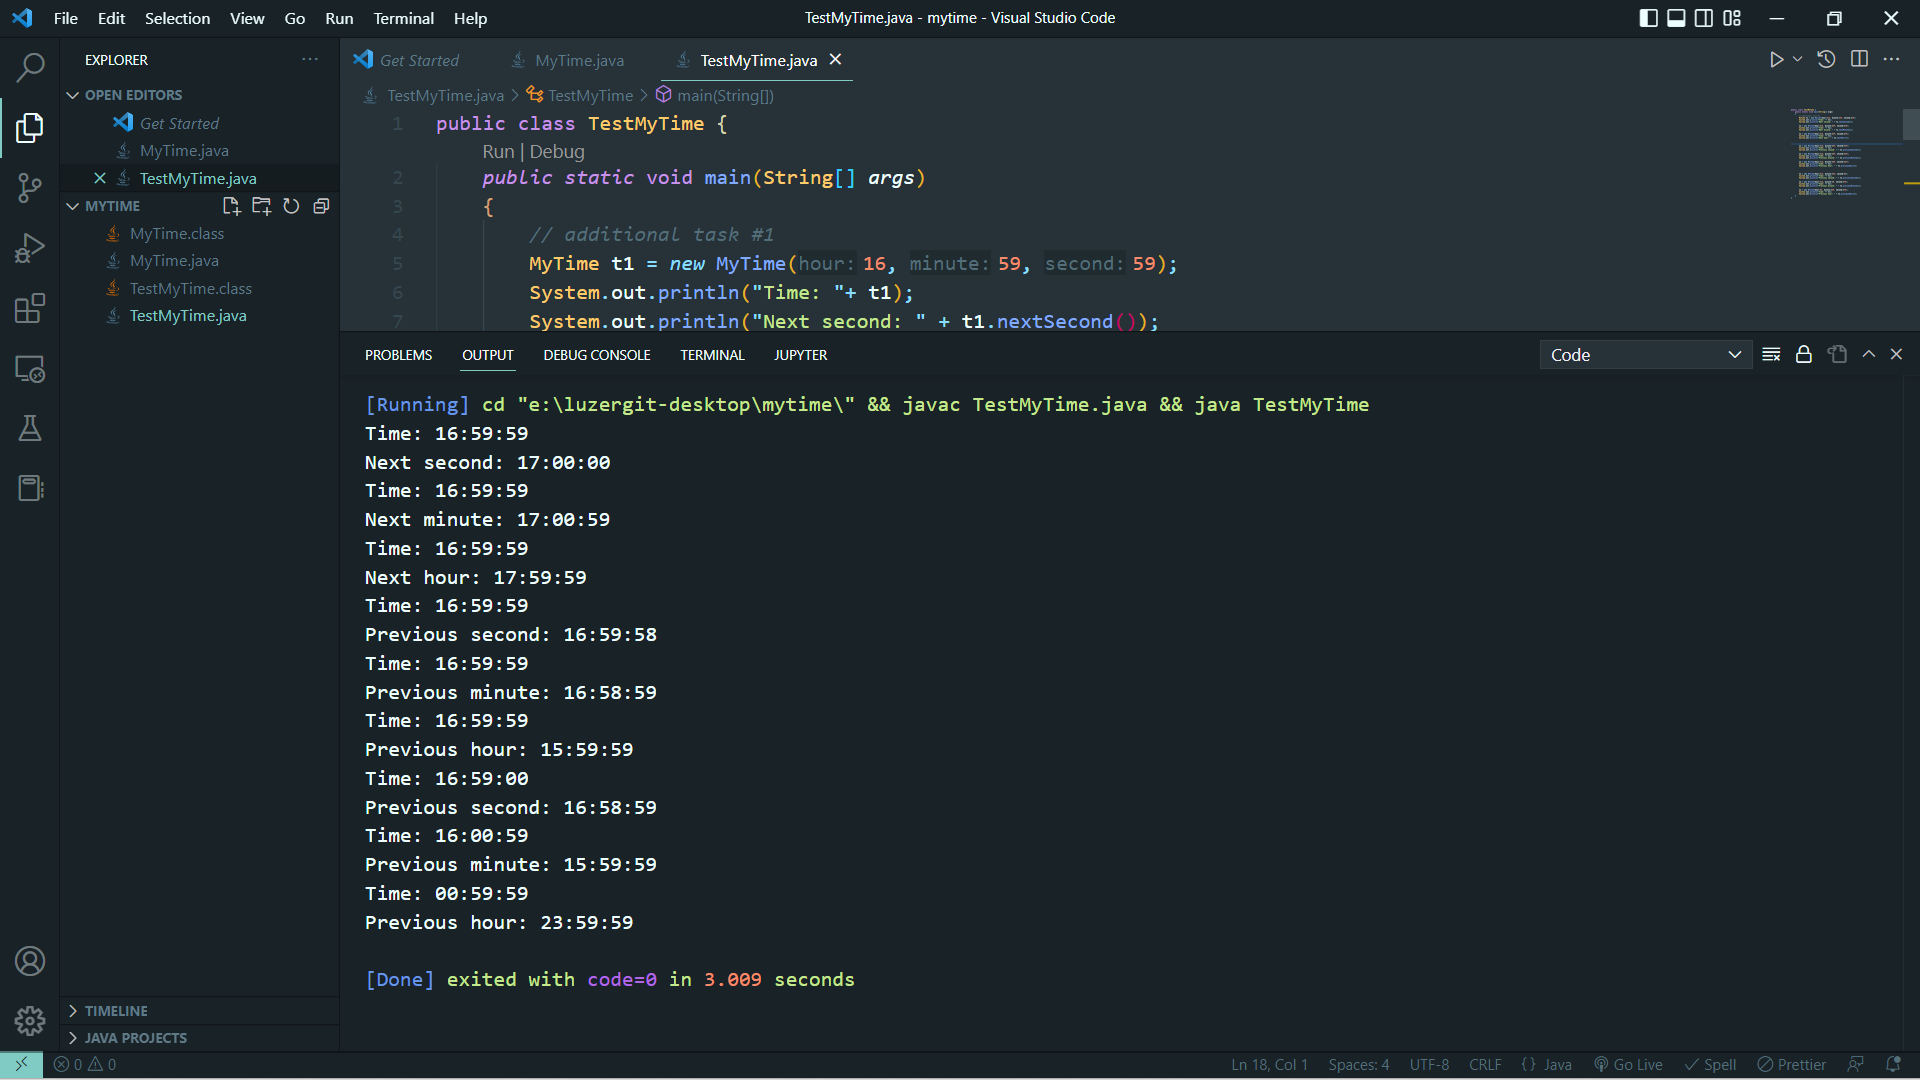 File Edit Selection View Go Run Terminal Help
TestMyTime.java - mytime - Visual Studio Code
EXPLORER
OPEN EDITORS
Get Started
MyTime.java
TestMyTime.java
MYTIME
MyTime.class
MyTime.java
TestMyTime.class
TestMyTime.java
TIMELINE
JAVA PROJECTS
Get Started MyTime.java TestMyTime.java
TestMyTime.java > TestMyTime > main(String[])
1 public class TestMyTime {
Run | Debug
2 public static void main(String[] args)
3 {
4 // additional task #1
5 MyTime t1 = new MyTime(hour: 16, minute: 59, second: 59);
6 System.out.println("Time: "+ t1);
7 System.out.println("Next second: " + t1.nextSecond());
PROBLEMS OUTPUT DEBUG CONSOLE TERMINAL JUPYTER
Code
[Running] cd "e:\luzergit-desktop\mytime\" && javac TestMyTime.java && java TestMyTime
Time: 16:59:59
Next second: 17:00:00
Time: 16:59:59
Next minute: 17:00:59
Time: 16:59:59
Next hour: 17:59:59
Time: 16:59:59
Previous second: 16:59:58
Time: 16:59:59
Previous minute: 16:58:59
Time: 16:59:59
Previous hour: 15:59:59
Time: 16:59:00
Previous second: 16:58:59
Time: 16:00:59
Previous minute: 15:59:59
Time: 00:59:59
Previous hour: 23:59:59
[Done] exited with code=0 in 3.009 seconds
0 0
Ln 18, Col 1 Spaces: 4 UTF-8 CRLF {} Java Go Live Spell Prettier